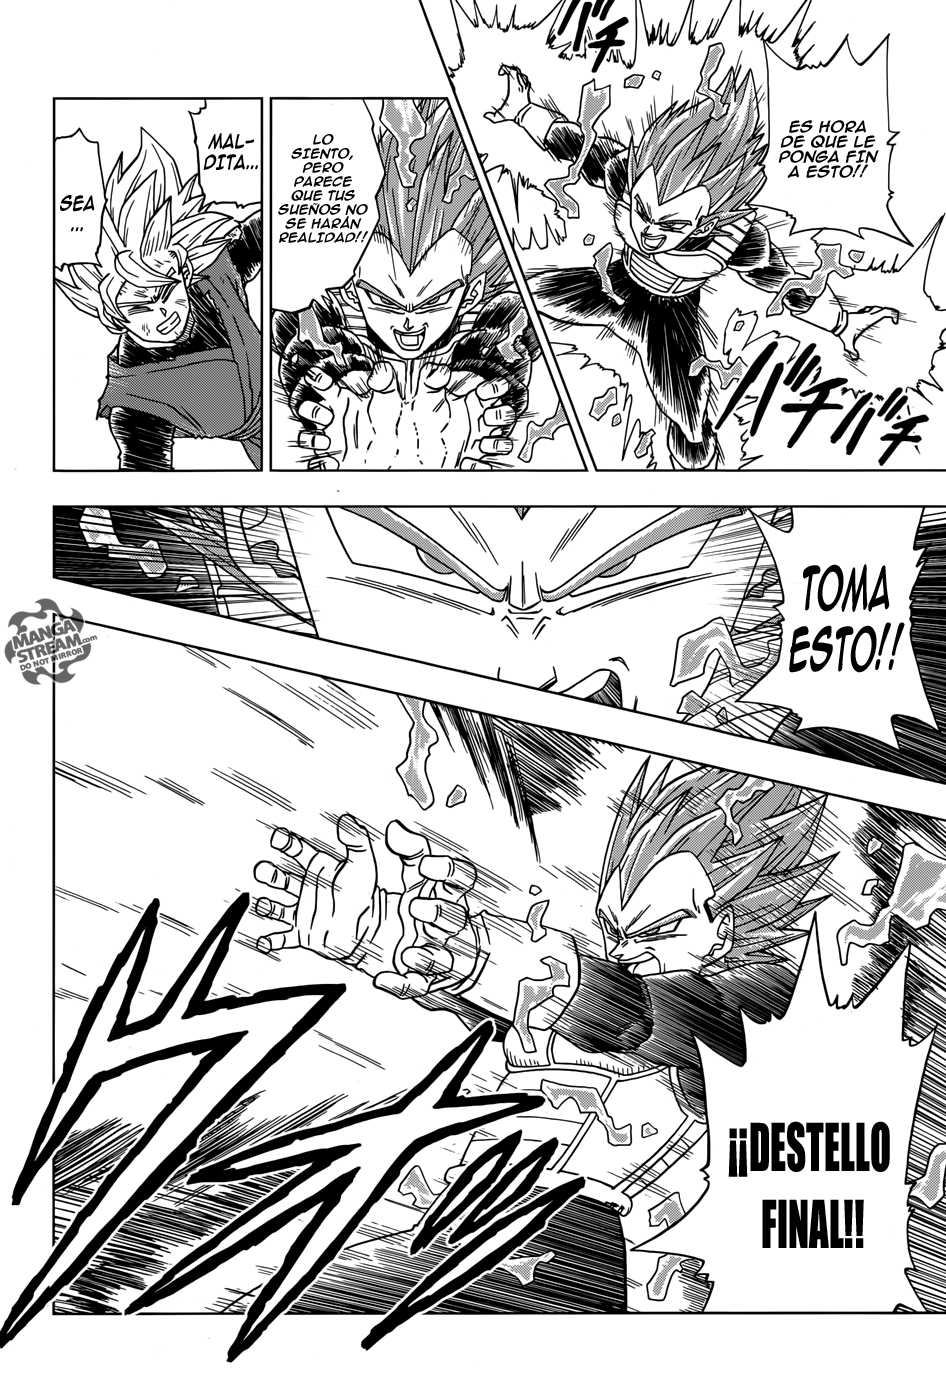 バチ
ES HORA
DE QUE LE
PONGA FIN
A ESTO!!
バチバチ
LO
SIENTO,
PERO
PARECE
QUE TUS
SUEÑOS NO
SE HARÁN
REALIDAD!!
MAL-
DITA...
SEA
...
TOMA
ESTO!!
MANGA
STREAM.com
DO NOT MIRROR
¡¡DESTELLO
FINAL!!